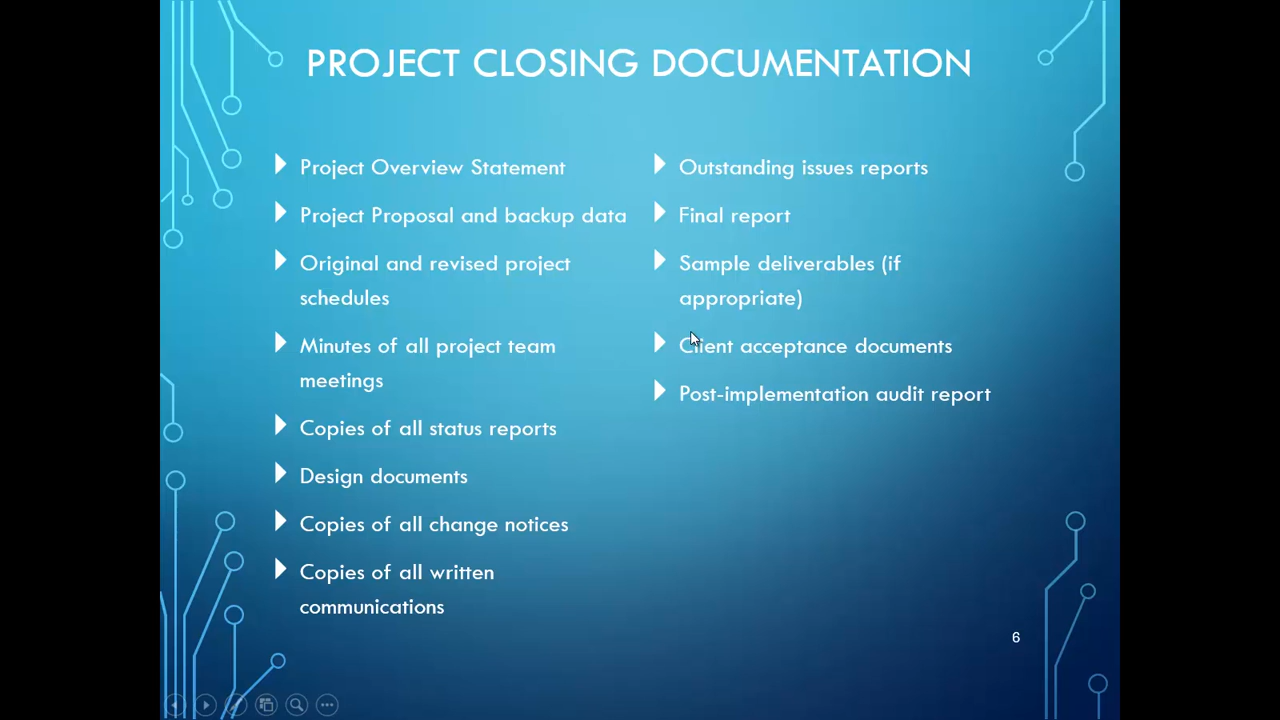 PROJECT CLOSING DOCUMENTATION
Project Overview Statement
Project Proposal and backup data
Original and revised project
schedules
Minutes of all project team
meetings
Copies of all status reports
Design documents
Copies of all change notices
Copies of all written
communications
Outstanding issues reports
Final report
Sample deliverables (if
appropriate)
Client acceptance documents
Post-implementation audit report
6